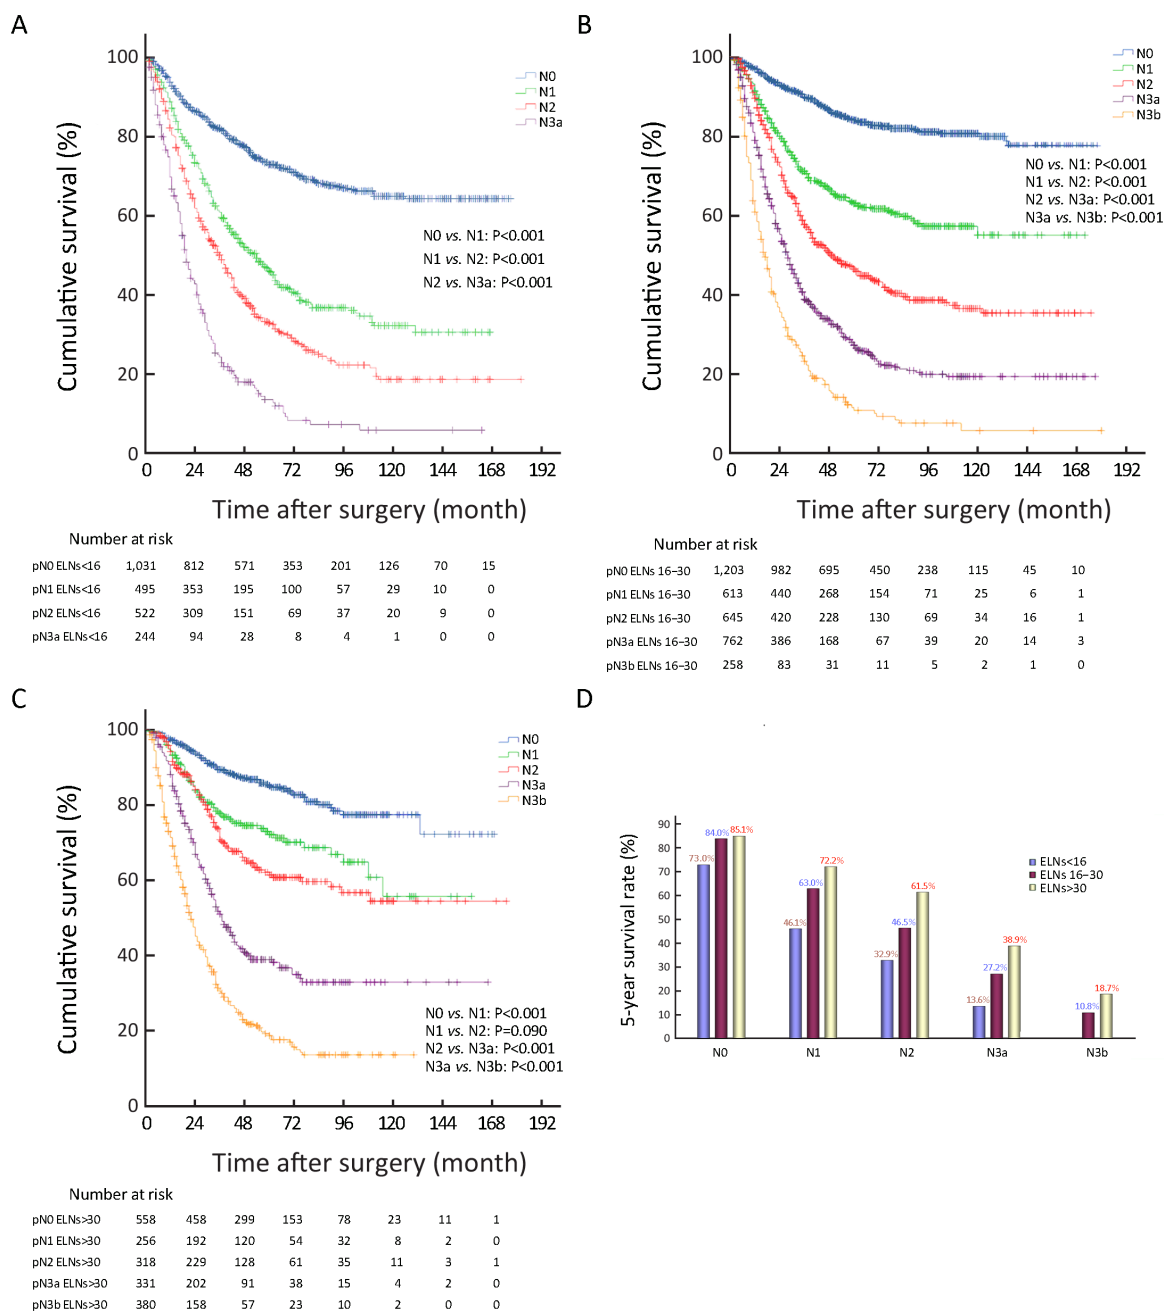 A
Cumulative survival (%)
100
80
60
40
20
0
N0
N1
N2
N3a
N0 vs. N1: P<0.001
N1 vs. N2: P<0.001
N2 vs. N3a: P<0.001
0 24 48 72 96 120 144 168 192
Time after surgery (month)
Number at risk
pN0 ELNs<16 1,031 812 571 353 201 126 70 15
pN1 ELNs<16 495 353 195 100 57 29 10 0
pN2 ELNs<16 522 309 151 69 37 20 9 0
pN3a ELNs<16 244 94 28 8 4 1 0 0
B
Cumulative survival (%)
100
80
60
40
20
0
N0
N1
N2
N3a
N3b
N0 vs. N1: P<0.001
N1 vs. N2: P<0.001
N2 vs. N3a: P<0.001
N3a vs. N3b: P<0.001
0 24 48 72 96 120 144 168 192
Time after surgery (month)
Number at risk
pN0 ELNs 16–30 1,203 982 695 450 238 115 45 10
pN1 ELNs 16–30 613 440 268 154 71 25 6 1
pN2 ELNs 16–30 645 420 228 130 69 34 16 1
pN3a ELNs 16–30 762 386 168 67 39 20 14 3
pN3b ELNs 16–30 258 83 31 11 5 2 1 0
C
Cumulative survival (%)
100
80
60
40
20
0
N0
N1
N2
N3a
N3b
N0 vs. N1: P<0.001
N1 vs. N2: P=0.090
N2 vs. N3a: P<0.001
N3a vs. N3b: P<0.001
0 24 48 72 96 120 144 168 192
Time after surgery (month)
Number at risk
pN0 ELNs>30 558 458 299 153 78 23 11 1
pN1 ELNs>30 256 192 120 54 32 8 2 0
pN2 ELNs>30 318 229 128 61 35 11 3 1
pN3a ELNs>30 331 202 91 38 15 4 2 0
pN3b ELNs>30 380 158 57 23 10 2 0 0
D
5-year survival rate (%)
90
80
70
60
50
40
30
20
10
0
73.0% 84.0% 85.1%
46.1% 63.0% 72.2%
32.9% 46.5% 61.5%
13.6% 27.2% 38.9%
10.8% 18.7%
ELNs<16
ELNs 16–30
ELNs>30
N0 N1 N2 N3a N3b